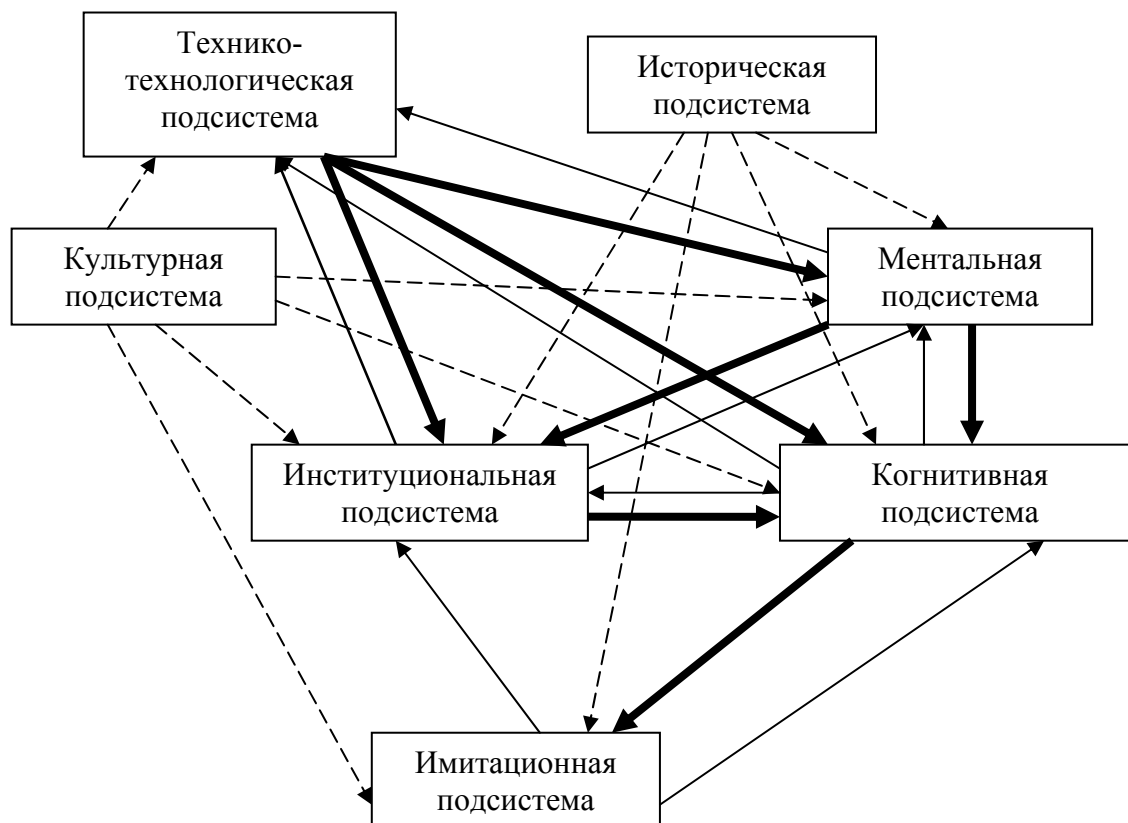 Технико-
технологическая
подсистема
Историческая
подсистема
Культурная
подсистема
Ментальная
подсистема
Институциональная
подсистема
Когнитивная
подсистема
Имитационная
подсистема